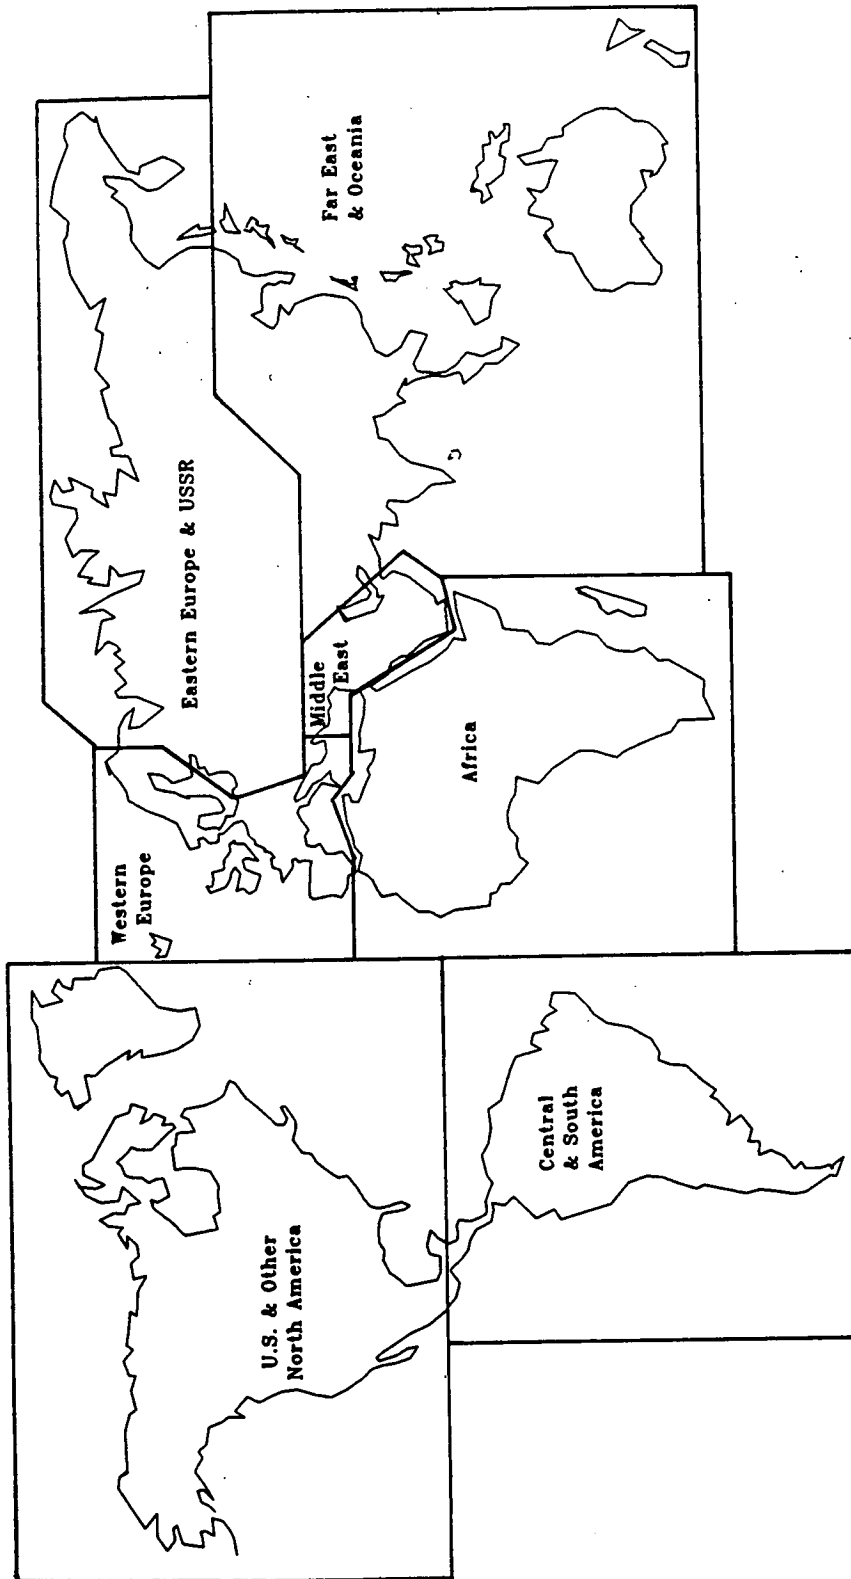 U.S. & Other
North America
Central
& South
America
Western
Europe
Eastern Europe & USSR
Middle
East
Africa
Far East
& Oceania